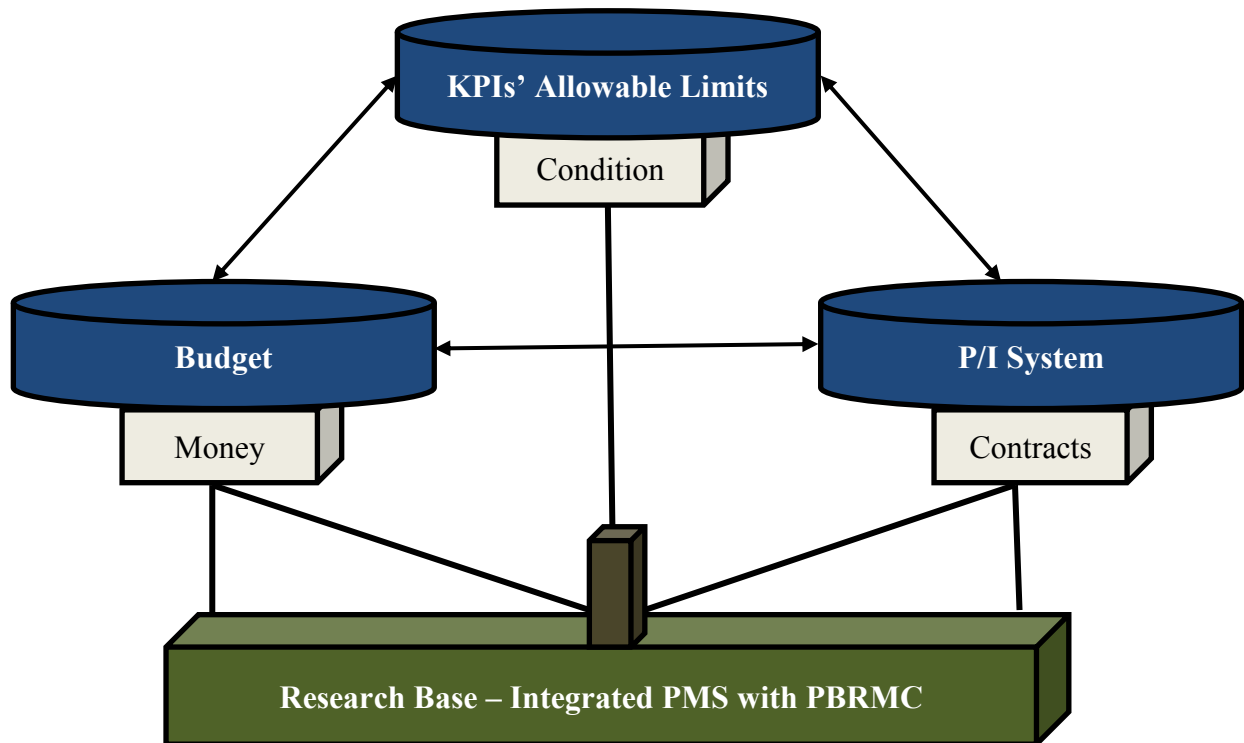 KPIs’ Allowable Limits
Condition
Budget
P/I System
Money
Contracts
Research Base – Integrated PMS with PBRMC